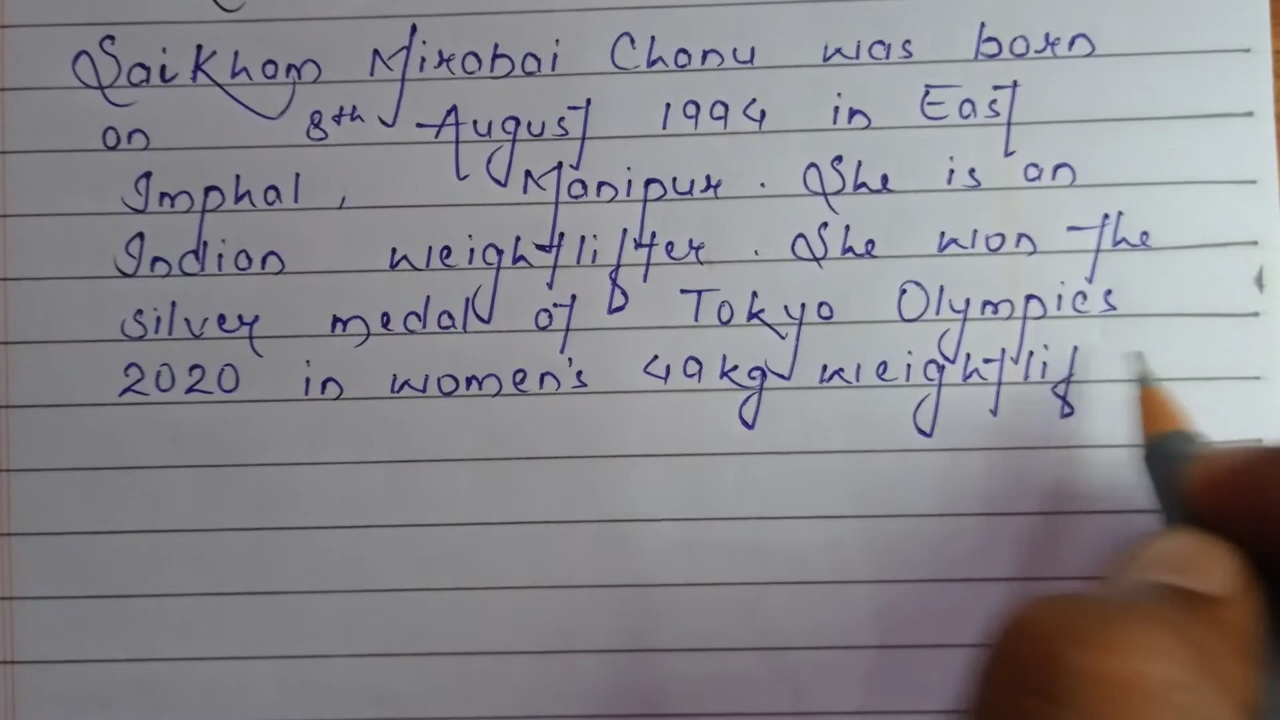 Saikhom Mirabai Chanu was born
on 8th August 1994 in East
Imphal, Manipur. She is an
Indian weightlifter. She won the
silver medal of Tokyo Olympics
2020 in women's 49kg weightlif